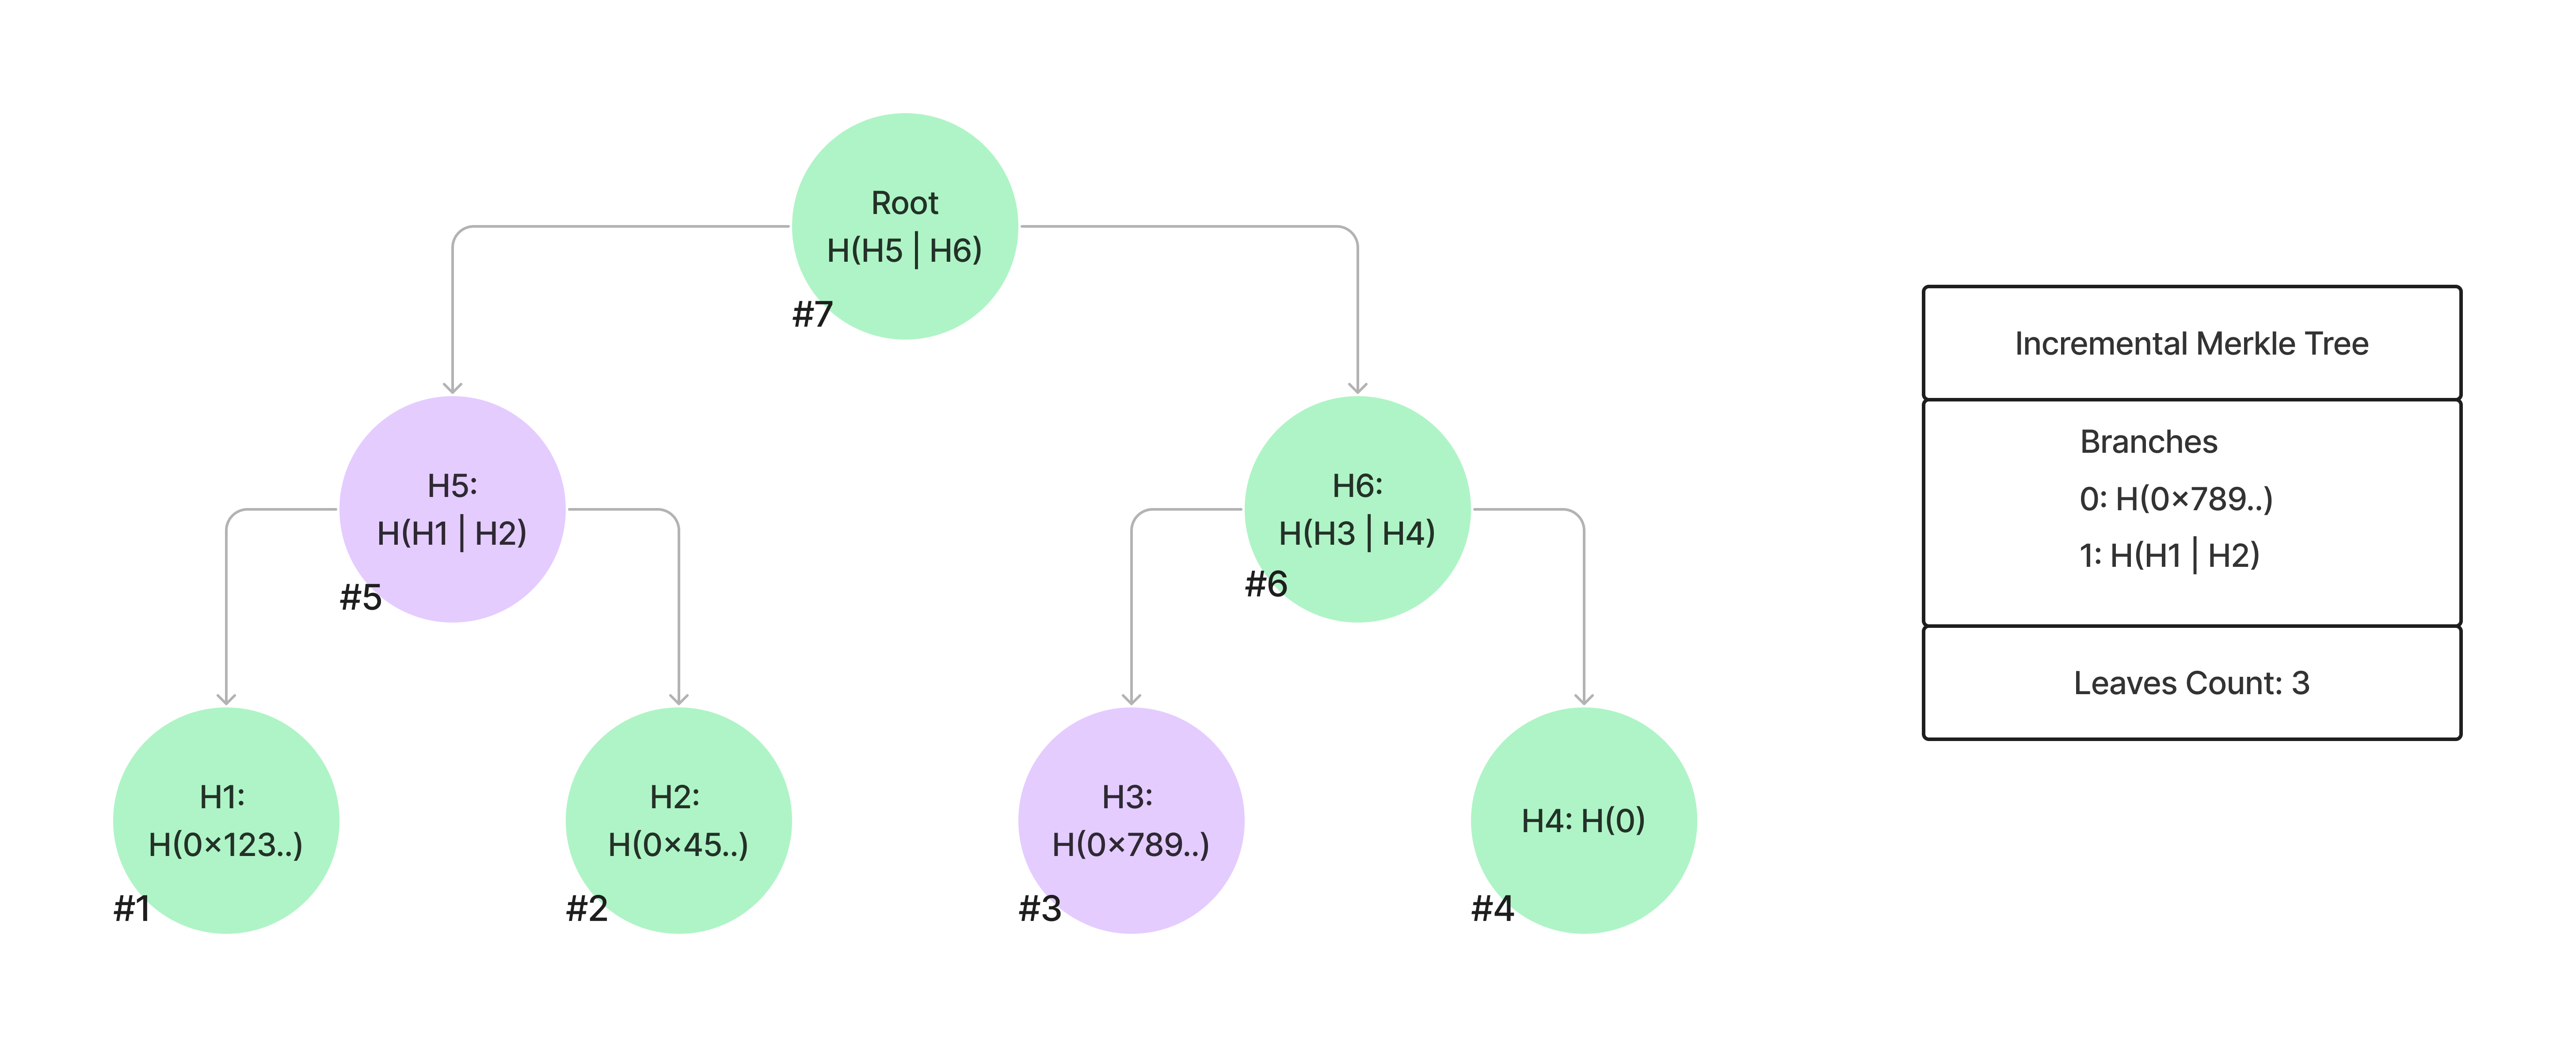 Root
H(H5 | H6)
#7
H5:
H(H1 | H2)
#5
H6:
H(H3 | H4)
#6
H1:
H(0×123..)
#1
H2:
H(0×45..)
#2
H3:
H(0×789..)
#3
H4: H(0)
#4
Incremental Merkle Tree
Branches
0: H(0×789..)
1: H(H1 | H2)
Leaves Count: 3